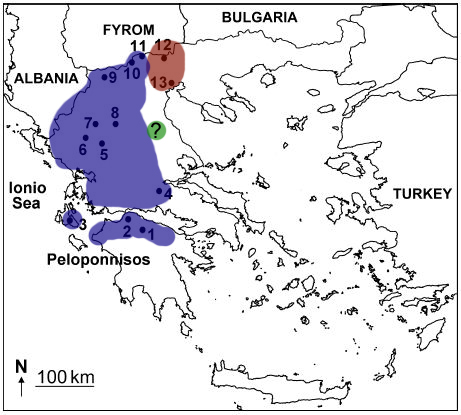 BULGARIA
FYROM
11 12
10
ALBANIA
9
13
8
7
?
6
5
Ionio
Sea
TURKEY
4
3
2
1
Peloponnisos
N
100 km